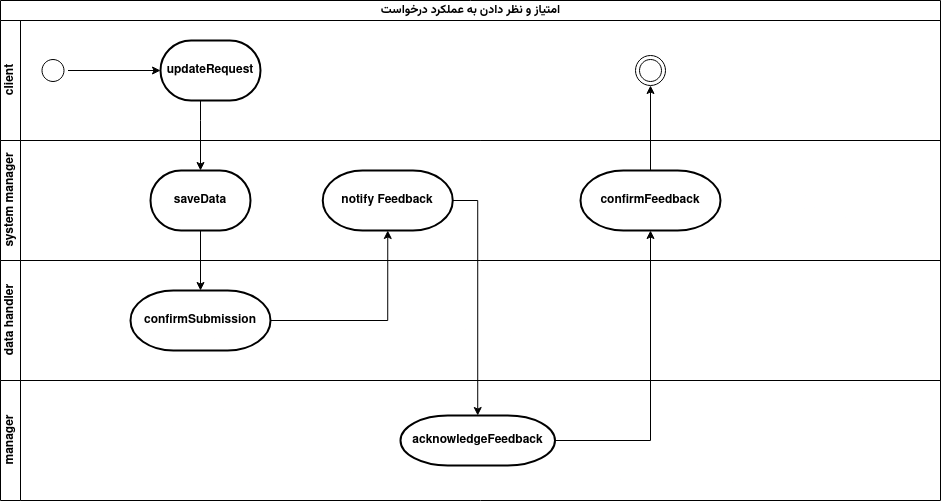 امتیاز و نظر دادن به عملکرد درخواست
client
updateRequest
system manager
saveData
notify Feedback
confirmFeedback
data handler
confirmSubmission
manager
acknowledgeFeedback